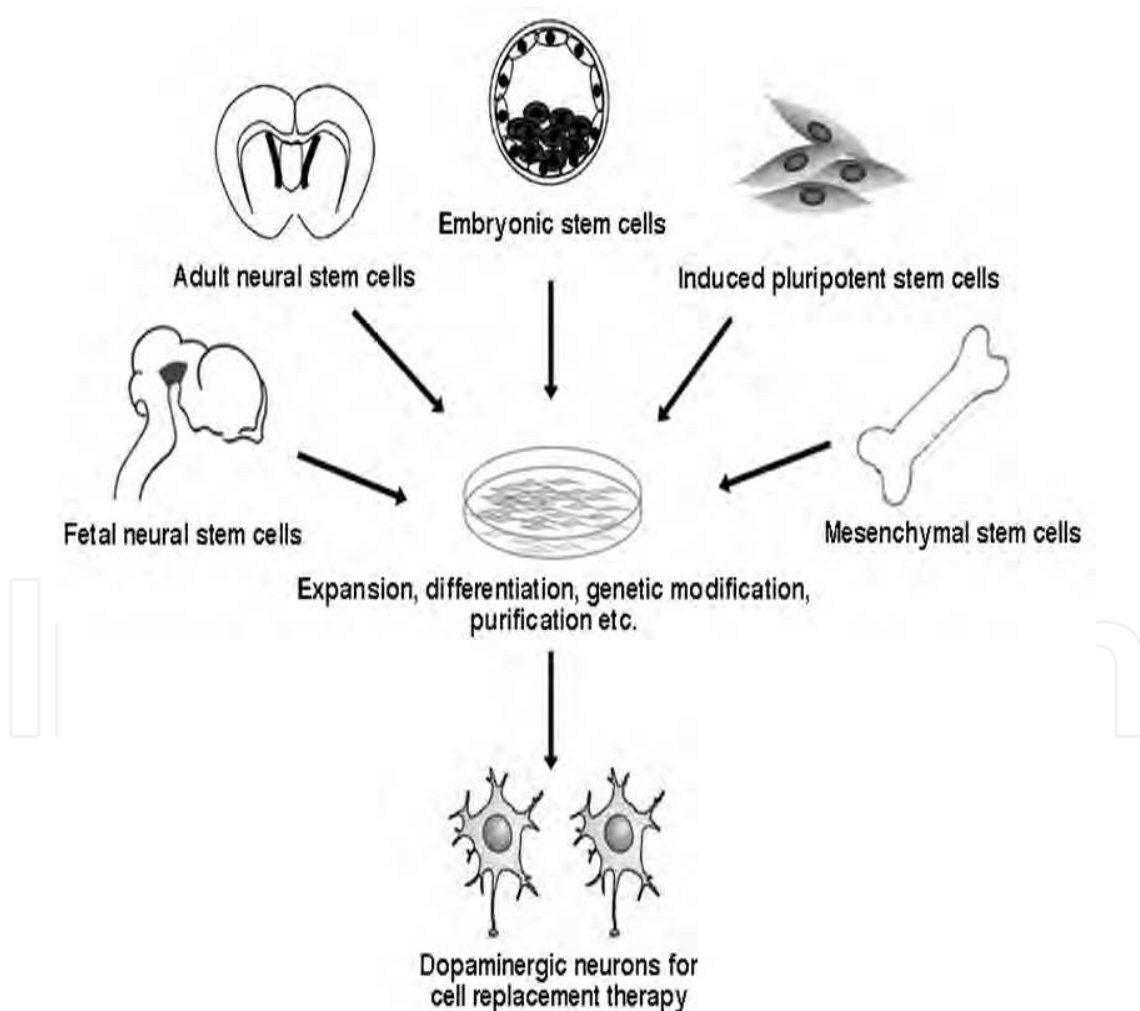 Embryonic stem cells
Adult neural stem cells
Induced pluripotent stem cells
Fetal neural stem cells
Mesenchymal stem cells
Expansion, differentiation, genetic modification,
purification etc.
Dopaminergic neurons for
cell replacement therapy